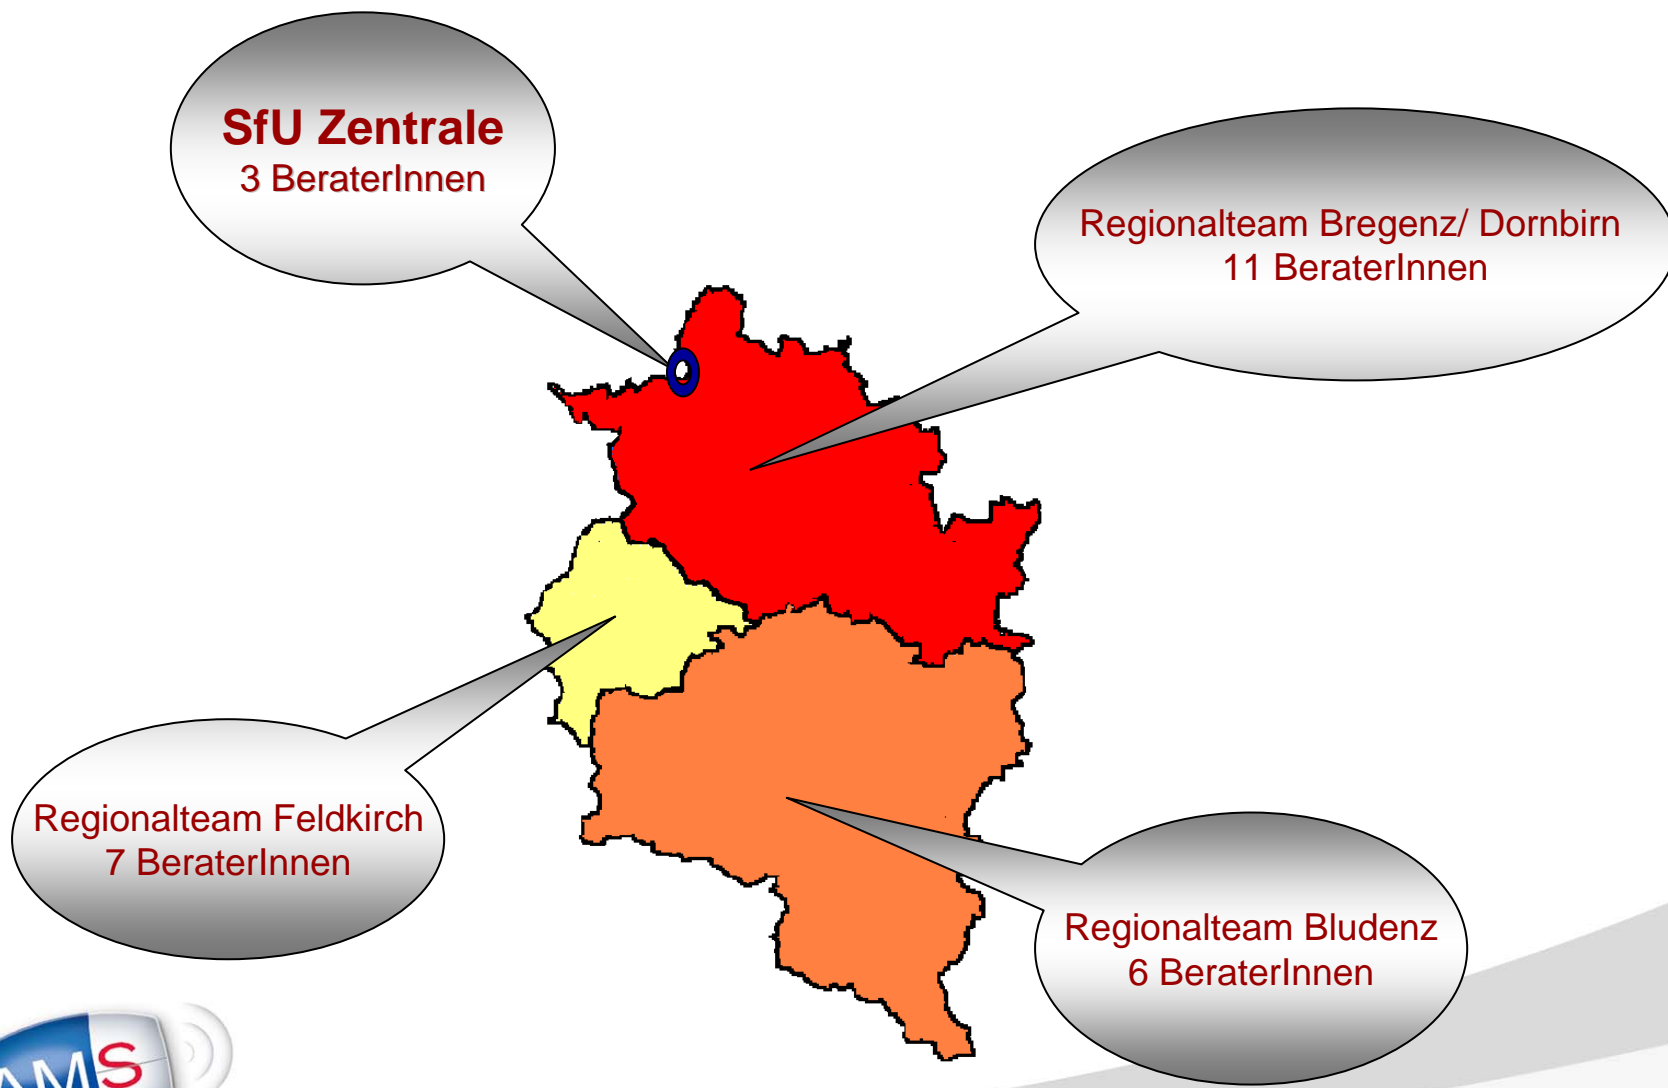 SfU Zentrale
3 BeraterInnen
Regionalteam Bregenz/ Dornbirn
11 BeraterInnen
Regionalteam Feldkirch
7 BeraterInnen
Regionalteam Bludenz
6 BeraterInnen
AMS